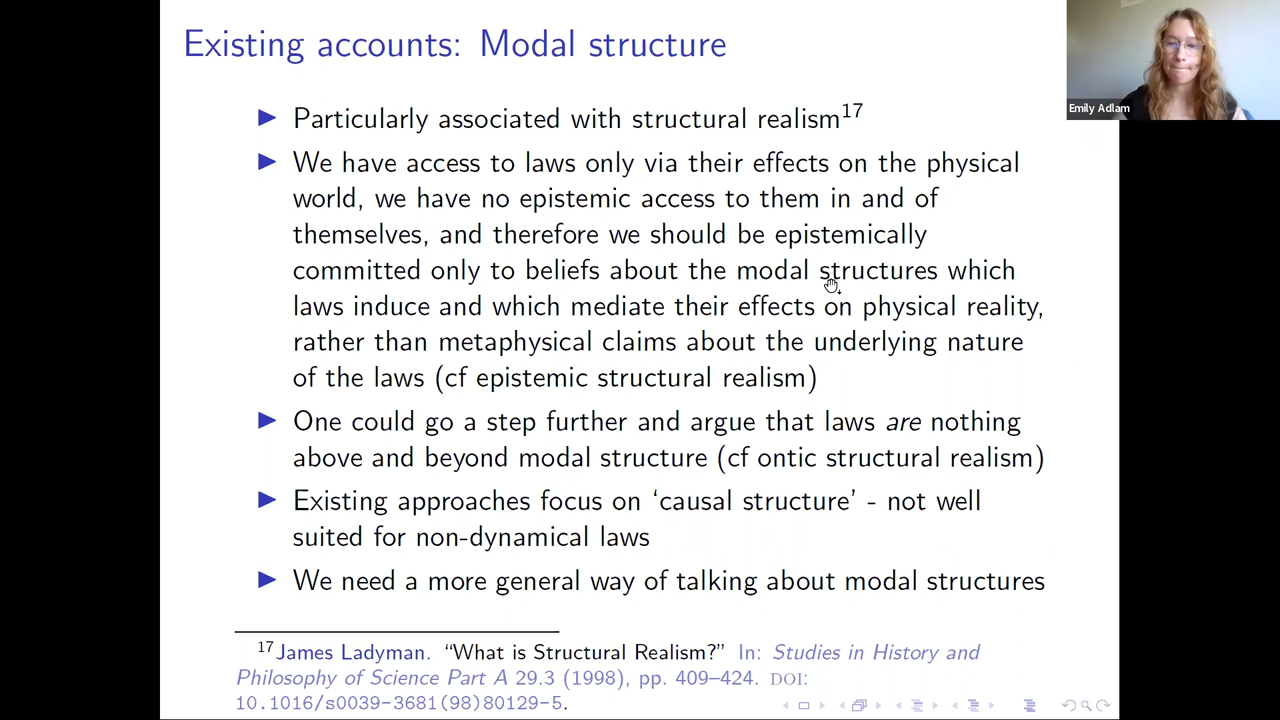 Existing accounts: Modal structure
Emily Adlam
▶ Particularly associated with structural realism17
▶ We have access to laws only via their effects on the physical
world, we have no epistemic access to them in and of
themselves, and therefore we should be epistemically
committed only to beliefs about the modal structures which
laws induce and which mediate their effects on physical reality,
rather than metaphysical claims about the underlying nature
of the laws (cf epistemic structural realism)
▶ One could go a step further and argue that laws are nothing
above and beyond modal structure (cf ontic structural realism)
▶ Existing approaches focus on ‘causal structure’ - not well
suited for non-dynamical laws
▶ We need a more general way of talking about modal structures
17James Ladyman. “What is Structural Realism?” In: Studies in History and
Philosophy of Science Part A 29.3 (1998), pp. 409–424. DOI:
10.1016/s0039-3681(98)80129-5.